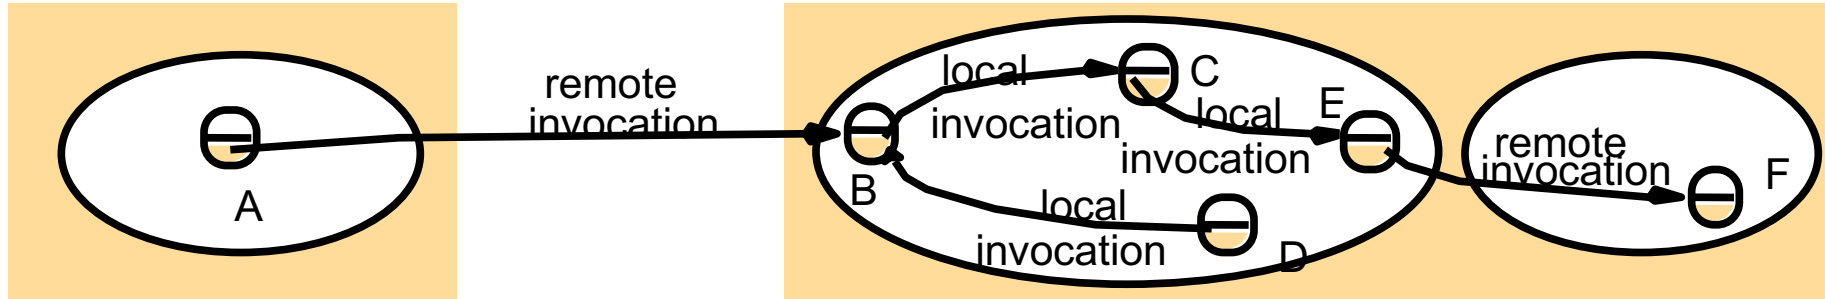 A
remote
invocation
B
local
invocation
C
local
invocation
E
local
invocation
D
remote
invocation
F